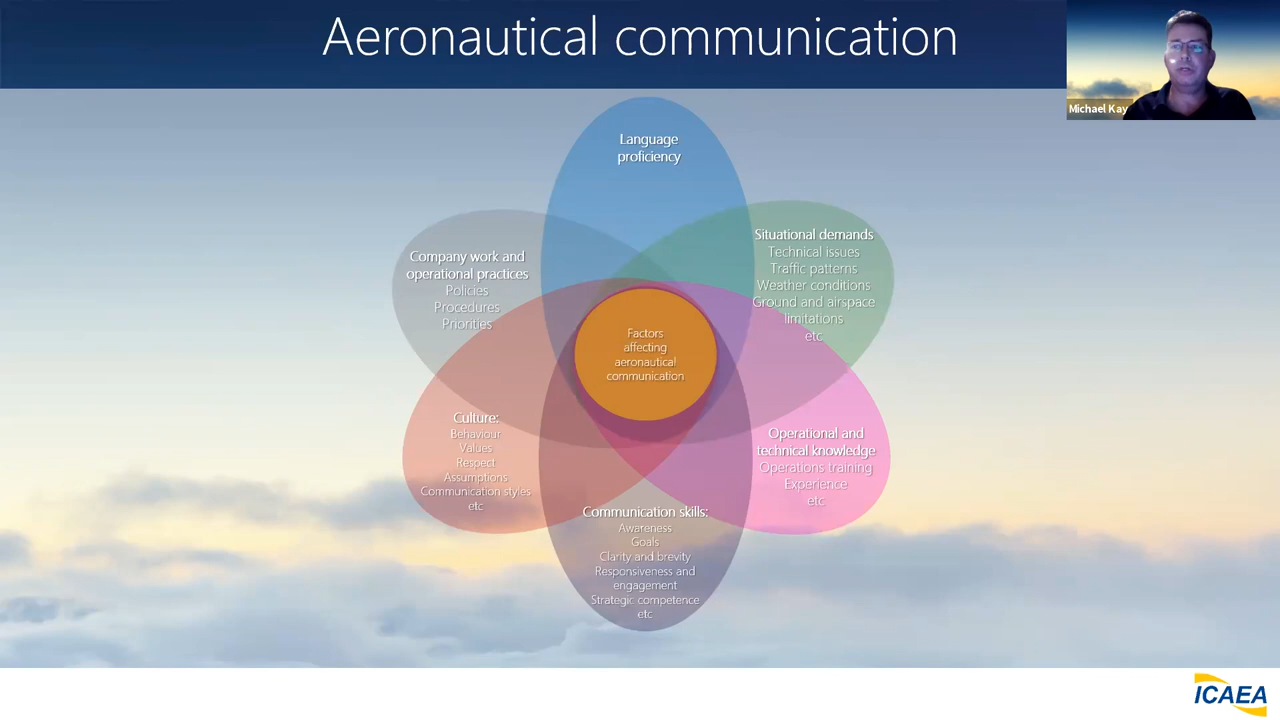 Aeronautical communication
Michael Kay
Language
proficiency
Situational demands
Technical issues
Traffic patterns
Weather conditions
Ground and airspace
limitations
etc
Company work and
operational practices
Policies
Procedures
Priorities
Factors
affecting
aeronautical
communication
Culture:
Behaviour
Values
Respect
Assumptions
Communication styles
etc
Operational and
technical knowledge
Operations training
Experience
etc
Communication skills:
Awareness
Goals
Clarity and brevity
Responsiveness and
engagement
Strategic competence
etc
ICAEA